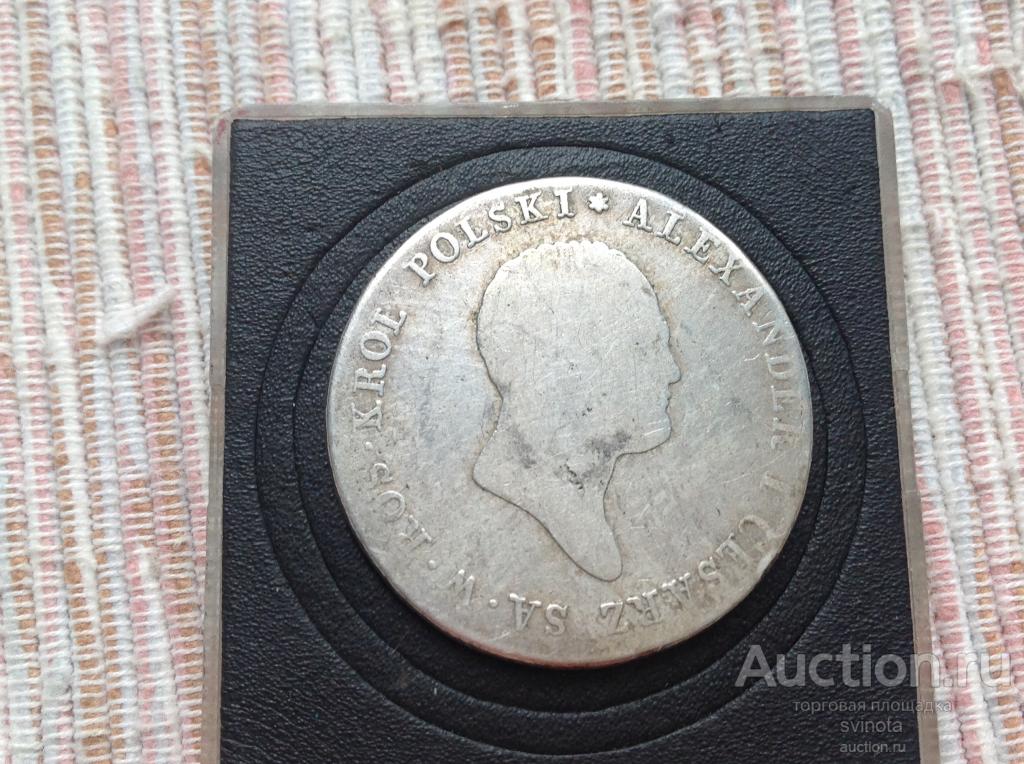 ALEXANDER I CESARZ SA · W · ROS · KROL POLSKI *
Auction.ru
торговая площадка
svinota
auction.ru